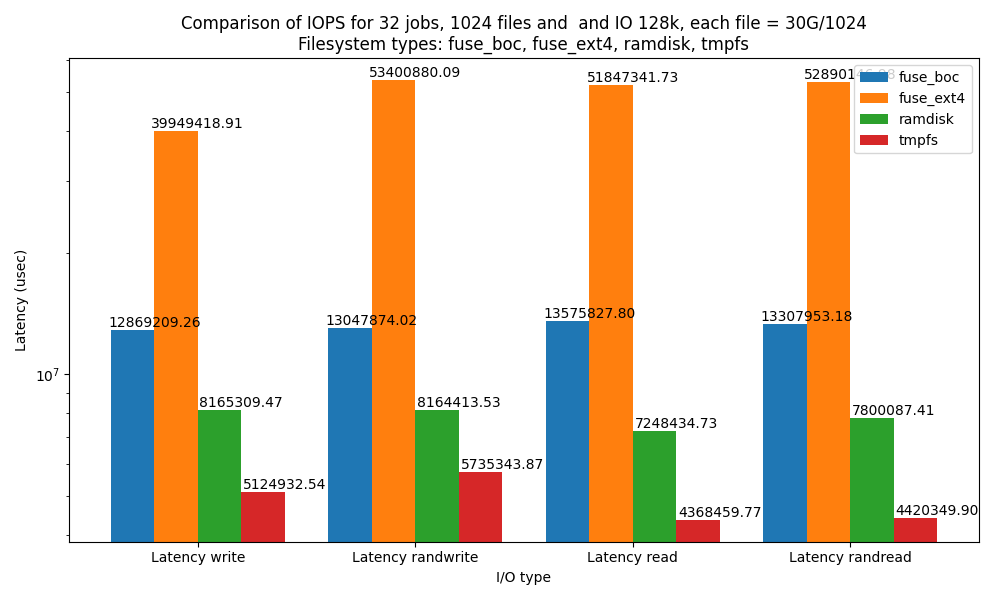 Comparison of IOPS for 32 jobs, 1024 files and  and IO 128k, each file = 30G/1024
Filesystem types: fuse_boc, fuse_ext4, ramdisk, tmpfs
fuse_boc
fuse_ext4
ramdisk
tmpfs
Latency (usec)
10^7
12869209.26
39949418.91
8165309.47
5124932.54
13047874.02
53400880.09
8164413.53
5735343.87
13575827.80
51847341.73
7248434.73
4368459.77
13307953.18
7800087.41
4420349.90
Latency write
Latency randwrite
Latency read
Latency randread
I/O type